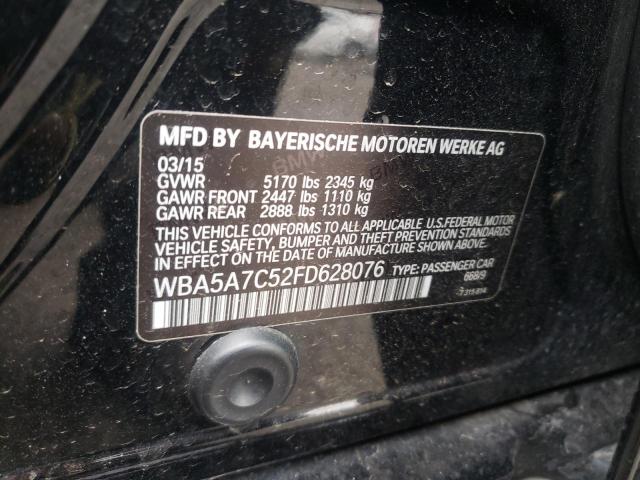 MFD BY BAYERISCHE MOTOREN WERKE AG
03/15
GVWR 5170 lbs 2345 kg
GAWR FRONT 2447 lbs 1110 kg
GAWR REAR 2888 lbs 1310 kg
THIS VEHICLE CONFORMS TO ALL APPLICABLE U.S.FEDERAL MOTOR
VEHICLE SAFETY, BUMPER AND THEFT PREVENTION STANDARDS
IN EFFECT ON THE DATE OF MANUFACTURE SHOWN ABOVE.
WBA5A7C52FD628076 TYPE: PASSENGER CAR
668/9